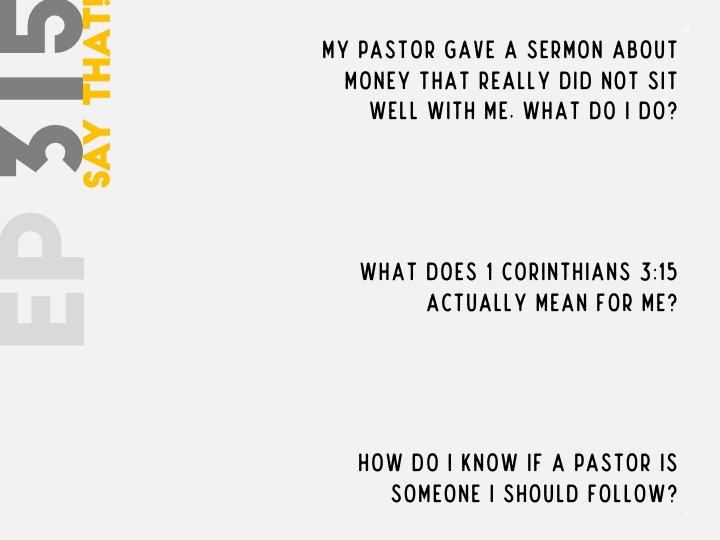 EP 315
SAY THAT!
MY PASTOR GAVE A SERMON ABOUT
MONEY THAT REALLY DID NOT SIT
WELL WITH ME. WHAT DO I DO?
WHAT DOES 1 CORINTHIANS 3:15
ACTUALLY MEAN FOR ME?
HOW DO I KNOW IF A PASTOR IS
SOMEONE I SHOULD FOLLOW?